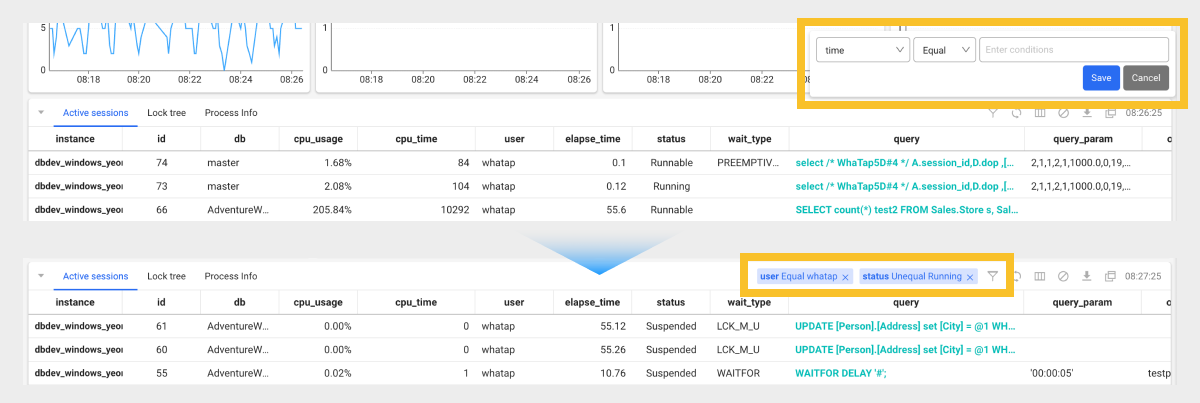 5
0
08:18 08:20 08:22 08:24 08:26
1
0
08:18 08:20 08:22 08:24 08:26
1
0
08:18 08:20 08:22
time Equal Enter conditions
Save Cancel
Active sessions Lock tree Process Info 08:26:25
instance id db cpu_usage cpu_time user elapse_time status wait_type query query_param
dbdev_windows_yeo 74 master 1.68% 84 whatap 0.1 Runnable PREEMPTIV... select /* WhaTap5D#4 */ A.session_id,D.dop ,[... 2,1,1,2,1,1000.0,0,19,...
dbdev_windows_yeo 73 master 2.08% 104 whatap 0.12 Running select /* WhaTap5D#4 */ A.session_id,D.dop ,[... 2,1,1,2,1,1000.0,0,19,...
dbdev_windows_yeo 66 AdventureW... 205.84% 10292 whatap 55.6 Runnable SELECT count(*) test2 FROM Sales.Store s, Sal...
Active sessions Lock tree Process Info user Equal whatap × status Unequal Running × 08:27:25
instance id db cpu_usage cpu_time user elapse_time status wait_type query query_param
dbdev_windows_yeo 61 AdventureW... 0.00% 0 whatap 55.12 Suspended LCK_M_U UPDATE [Person].[Address] set [City] = @1 WH...
dbdev_windows_yeo 60 AdventureW... 0.00% 0 whatap 55.26 Suspended LCK_M_U UPDATE [Person].[Address] set [City] = @1 WH...
dbdev_windows_yeo 55 AdventureW... 0.02% 1 whatap 10.76 Suspended WAITFOR WAITFOR DELAY '#'; '00:00:05' testp